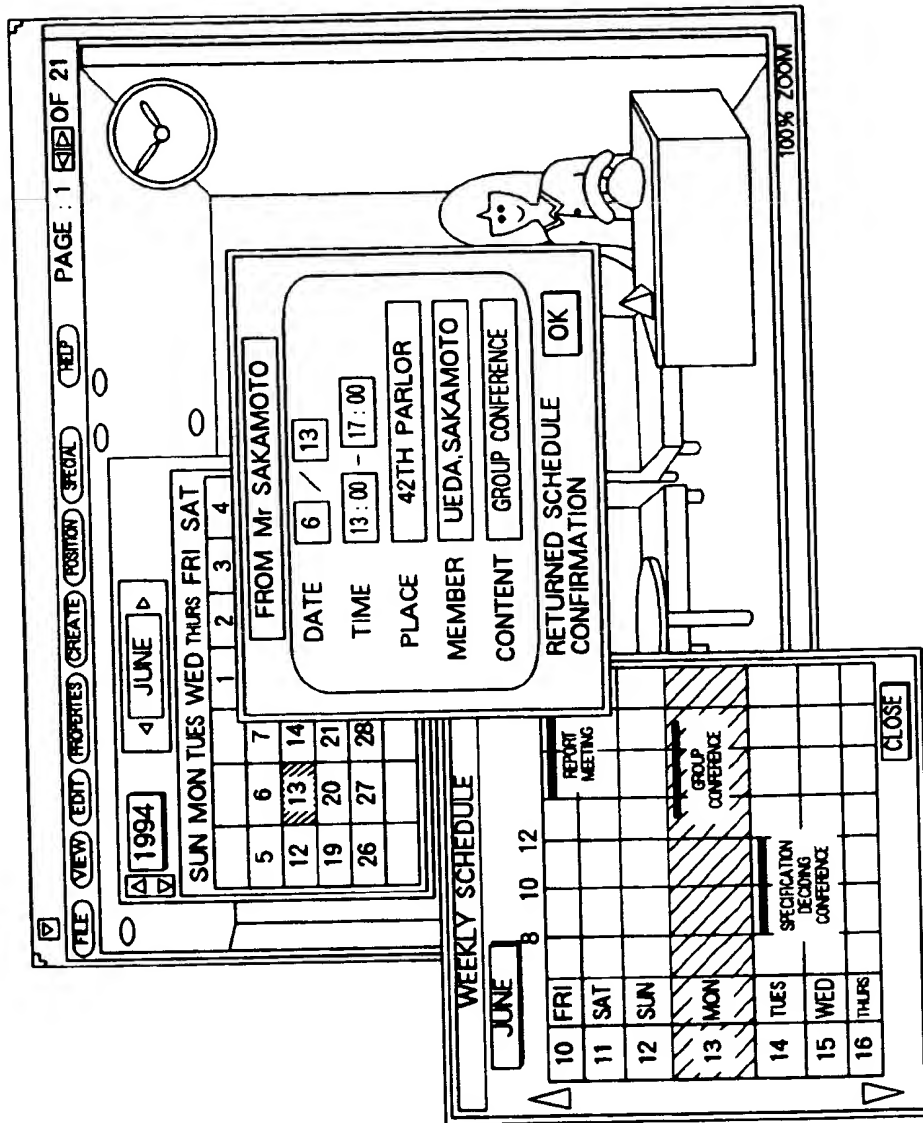 FILE VIEW EDIT PROPERTIES CREATE POSITION SPECIAL HELP PAGE : 1 OF 21
1994 JUNE
SUN MON TUES WED THURS FRI SAT
1 2 3 4
5 6 7
12 13 14
19 20 21
26 27 28
FROM Mr SAKAMOTO
DATE 6 / 13
TIME 13:00 - 17:00
PLACE 42TH PARLOR
MEMBER UEDA,SAKAMOTO
CONTENT GROUP CONFERENCE
RETURNED SCHEDULE
CONFIRMATION
OK
WEEKLY SCHEDULE
JUNE
8 10 12
10 FRI
REPORT
MEETING
11 SAT
12 SUN
13 MON
GROUP
CONFERENCE
14 TUES
SPECIFICATION
DECIDING
CONFERENCE
15 WED
16 THURS
CLOSE
100% ZOOM